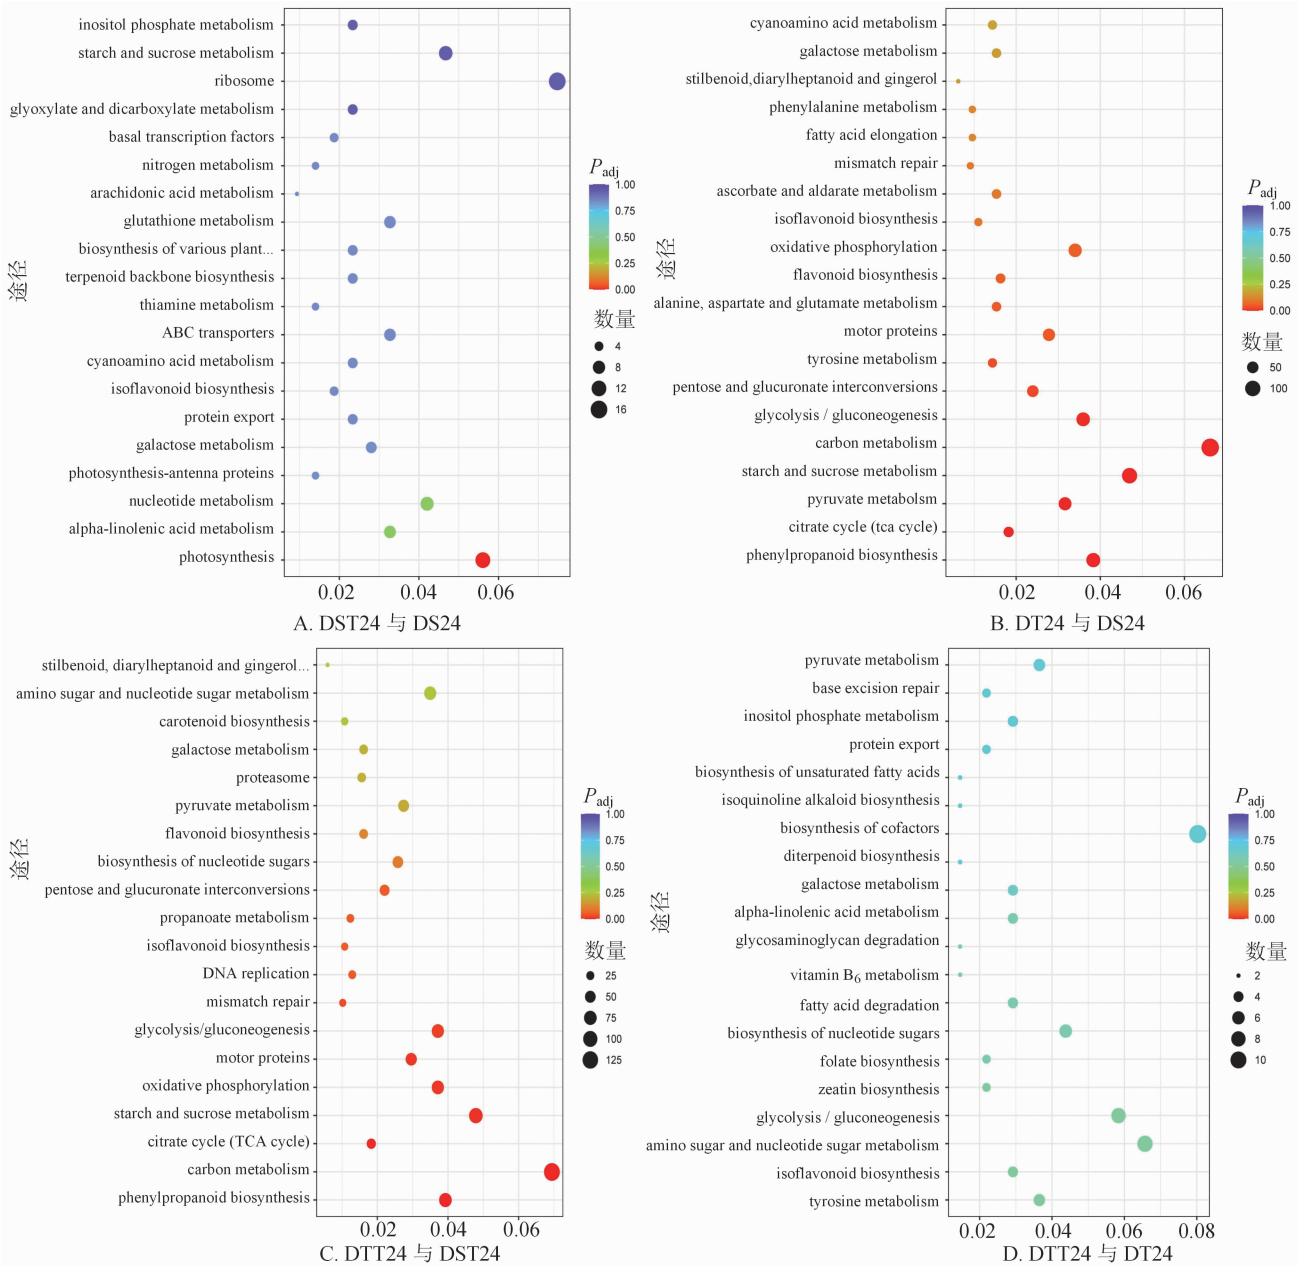 inositol phosphate metabolism
starch and sucrose metabolism
ribosome
glyoxylate and dicarboxylate metabolism
basal transcription factors
nitrogen metabolism
arachidonic acid metabolism
glutathione metabolism
biosynthesis of various plant...
terpenoid backbone biosynthesis
thiamine metabolism
ABC transporters
cyanoamino acid metabolism
isoflavonoid biosynthesis
protein export
galactose metabolism
photosynthesis-antenna proteins
nucleotide metabolism
alpha-linolenic acid metabolism
photosynthesis
途径
0.02 0.04 0.06
Padj
1.00
0.75
0.50
0.25
0.00
数量
4
8
12
16
A. DST24 与 DS24
cyanoamino acid metabolism
galactose metabolism
stilbenoid,diarylheptanoid and gingerol
phenylalanine metabolism
fatty acid elongation
mismatch repair
ascorbate and aldarate metabolism
isoflavonoid biosynthesis
oxidative phosphorylation
flavonoid biosynthesis
alanine, aspartate and glutamate metabolism
motor proteins
tyrosine metabolism
pentose and glucuronate interconversions
glycolysis / gluconeogenesis
carbon metabolism
starch and sucrose metabolism
pyruvate metabolsm
citrate cycle (tca cycle)
phenylpropanoid biosynthesis
途径
0.02 0.04 0.06
Padj
1.00
0.75
0.50
0.25
0.00
数量
50
100
B. DT24 与 DS24
stilbenoid, diarylheptanoid and gingerol...
amino sugar and nucleotide sugar metabolism
carotenoid biosynthesis
galactose metabolism
proteasome
pyruvate metabolism
flavonoid biosynthesis
biosynthesis of nucleotide sugars
pentose and glucuronate interconversions
propanoate metabolism
isoflavonoid biosynthesis
DNA replication
mismatch repair
glycolysis/gluconeogenesis
motor proteins
oxidative phosphorylation
starch and sucrose metabolism
citrate cycle (TCA cycle)
carbon metabolism
phenylpropanoid biosynthesis
途径
0.02 0.04 0.06
Padj
1.00
0.75
0.50
0.25
0.00
数量
25
50
75
100
125
C. DTT24 与 DST24
pyruvate metabolism
base excision repair
inositol phosphate metabolism
protein export
biosynthesis of unsaturated fatty acids
isoquinoline alkaloid biosynthesis
biosynthesis of cofactors
diterpenoid biosynthesis
galactose metabolism
alpha-linolenic acid metabolism
glycosaminoglycan degradation
vitamin B6 metabolism
fatty acid degradation
biosynthesis of nucleotide sugars
folate biosynthesis
zeatin biosynthesis
glycolysis / gluconeogenesis
amino sugar and nucleotide sugar metabolism
isoflavonoid biosynthesis
tyrosine metabolism
途径
0.02 0.04 0.06 0.08
Padj
1.00
0.75
0.50
0.25
0.00
数量
2
4
6
8
10
D. DTT24 与 DT24